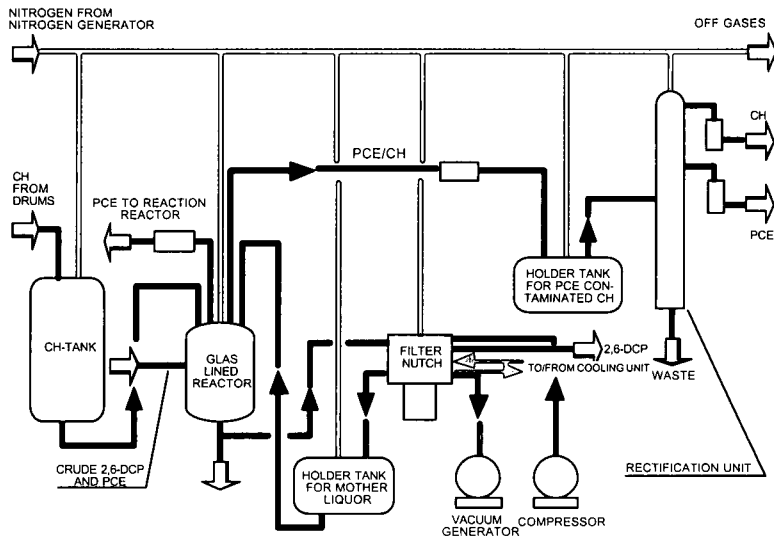 NITROGEN FROM
NITROGEN GENERATOR
OFF GASES
CH
PCE/CH
CH
FROM
DRUMS
PCE TO REACTION
REACTOR
PCE
HOLDER TANK
FOR PCE CON-
TAMINATED CH
CH-TANK
GLAS
LINED
REACTOR
FILTER
NUTCH
2,6-DCP
TO/FROM COOLING UNIT
WASTE
CRUDE 2,6-DCP
AND PCE
HOLDER TANK
FOR MOTHER
LIQUOR
RECTIFICATION UNIT
VACUUM
GENERATOR
COMPRESSOR